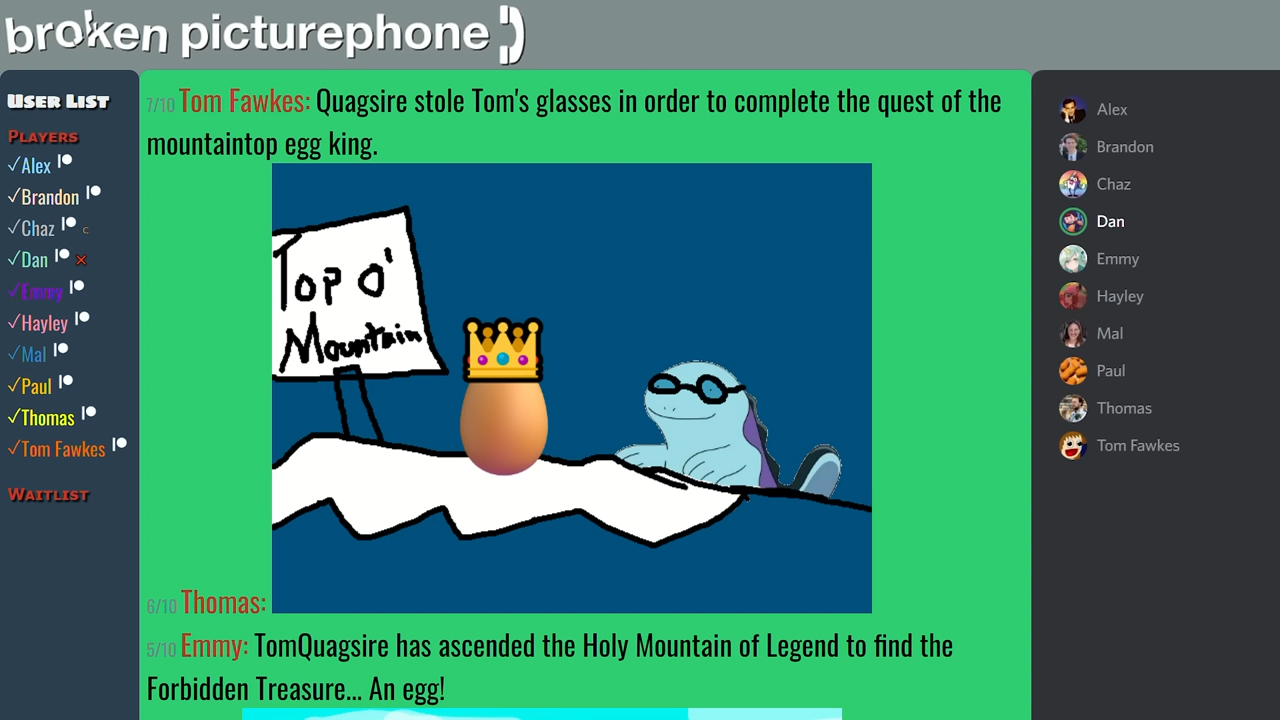 broken picturephone
User List
Players
✓Alex
✓Brandon
✓Chaz c
✓Dan ✕
✓Emmy
✓Hayley
✓Mal
✓Paul
✓Thomas
✓Tom Fawkes
Waitlist
7/10 Tom Fawkes: Quagsire stole Tom's glasses in order to complete the quest of the
mountaintop egg king.
Top O'
Mountain
6/10 Thomas:
5/10 Emmy: TomQuagsire has ascended the Holy Mountain of Legend to find the
Forbidden Treasure... An egg!
Alex
Brandon
Chaz
Dan
Emmy
Hayley
Mal
Paul
Thomas
Tom Fawkes